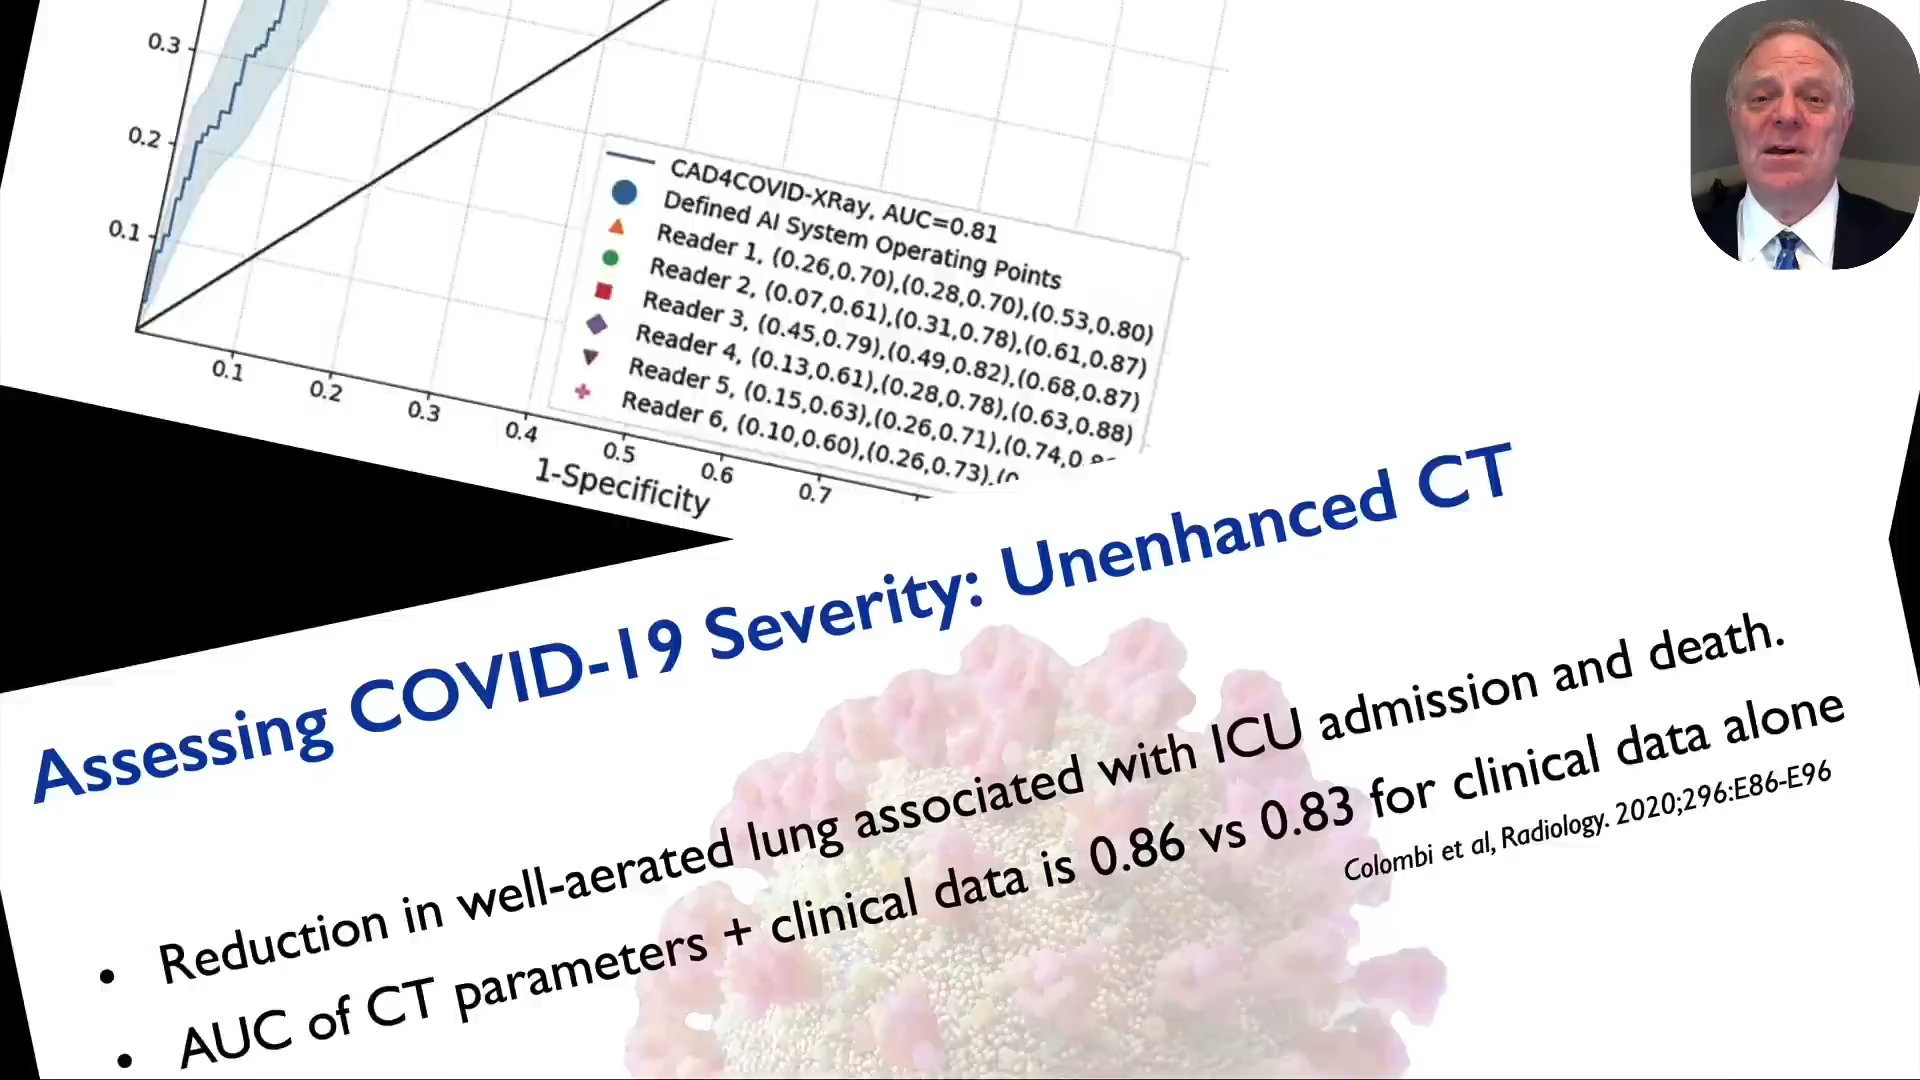 0.3
0.2
0.1
0.1
0.2
0.3
0.4
0.5
0.6
0.7
1-Specificity
CAD4COVID-XRay, AUC=0.81
Defined AI System Operating Points
Reader 1, (0.26,0.70),(0.28,0.70),(0.53,0.80)
Reader 2, (0.07,0.61),(0.31,0.78),(0.61,0.87)
Reader 3, (0.45,0.79),(0.49,0.82),(0.68,0.87)
Reader 4, (0.13,0.61),(0.28,0.78),(0.63,0.88)
Reader 5, (0.15,0.63),(0.26,0.71),(0.74,
Reader 6, (0.10,0.60),(0.26,0.73),
Assessing COVID-19 Severity: Unenhanced CT
• Reduction in well-aerated lung associated with ICU admission and death.
• AUC of CT parameters + clinical data is 0.86 vs 0.83 for clinical data alone
Colombi et al, Radiology. 2020;296:E86-E96